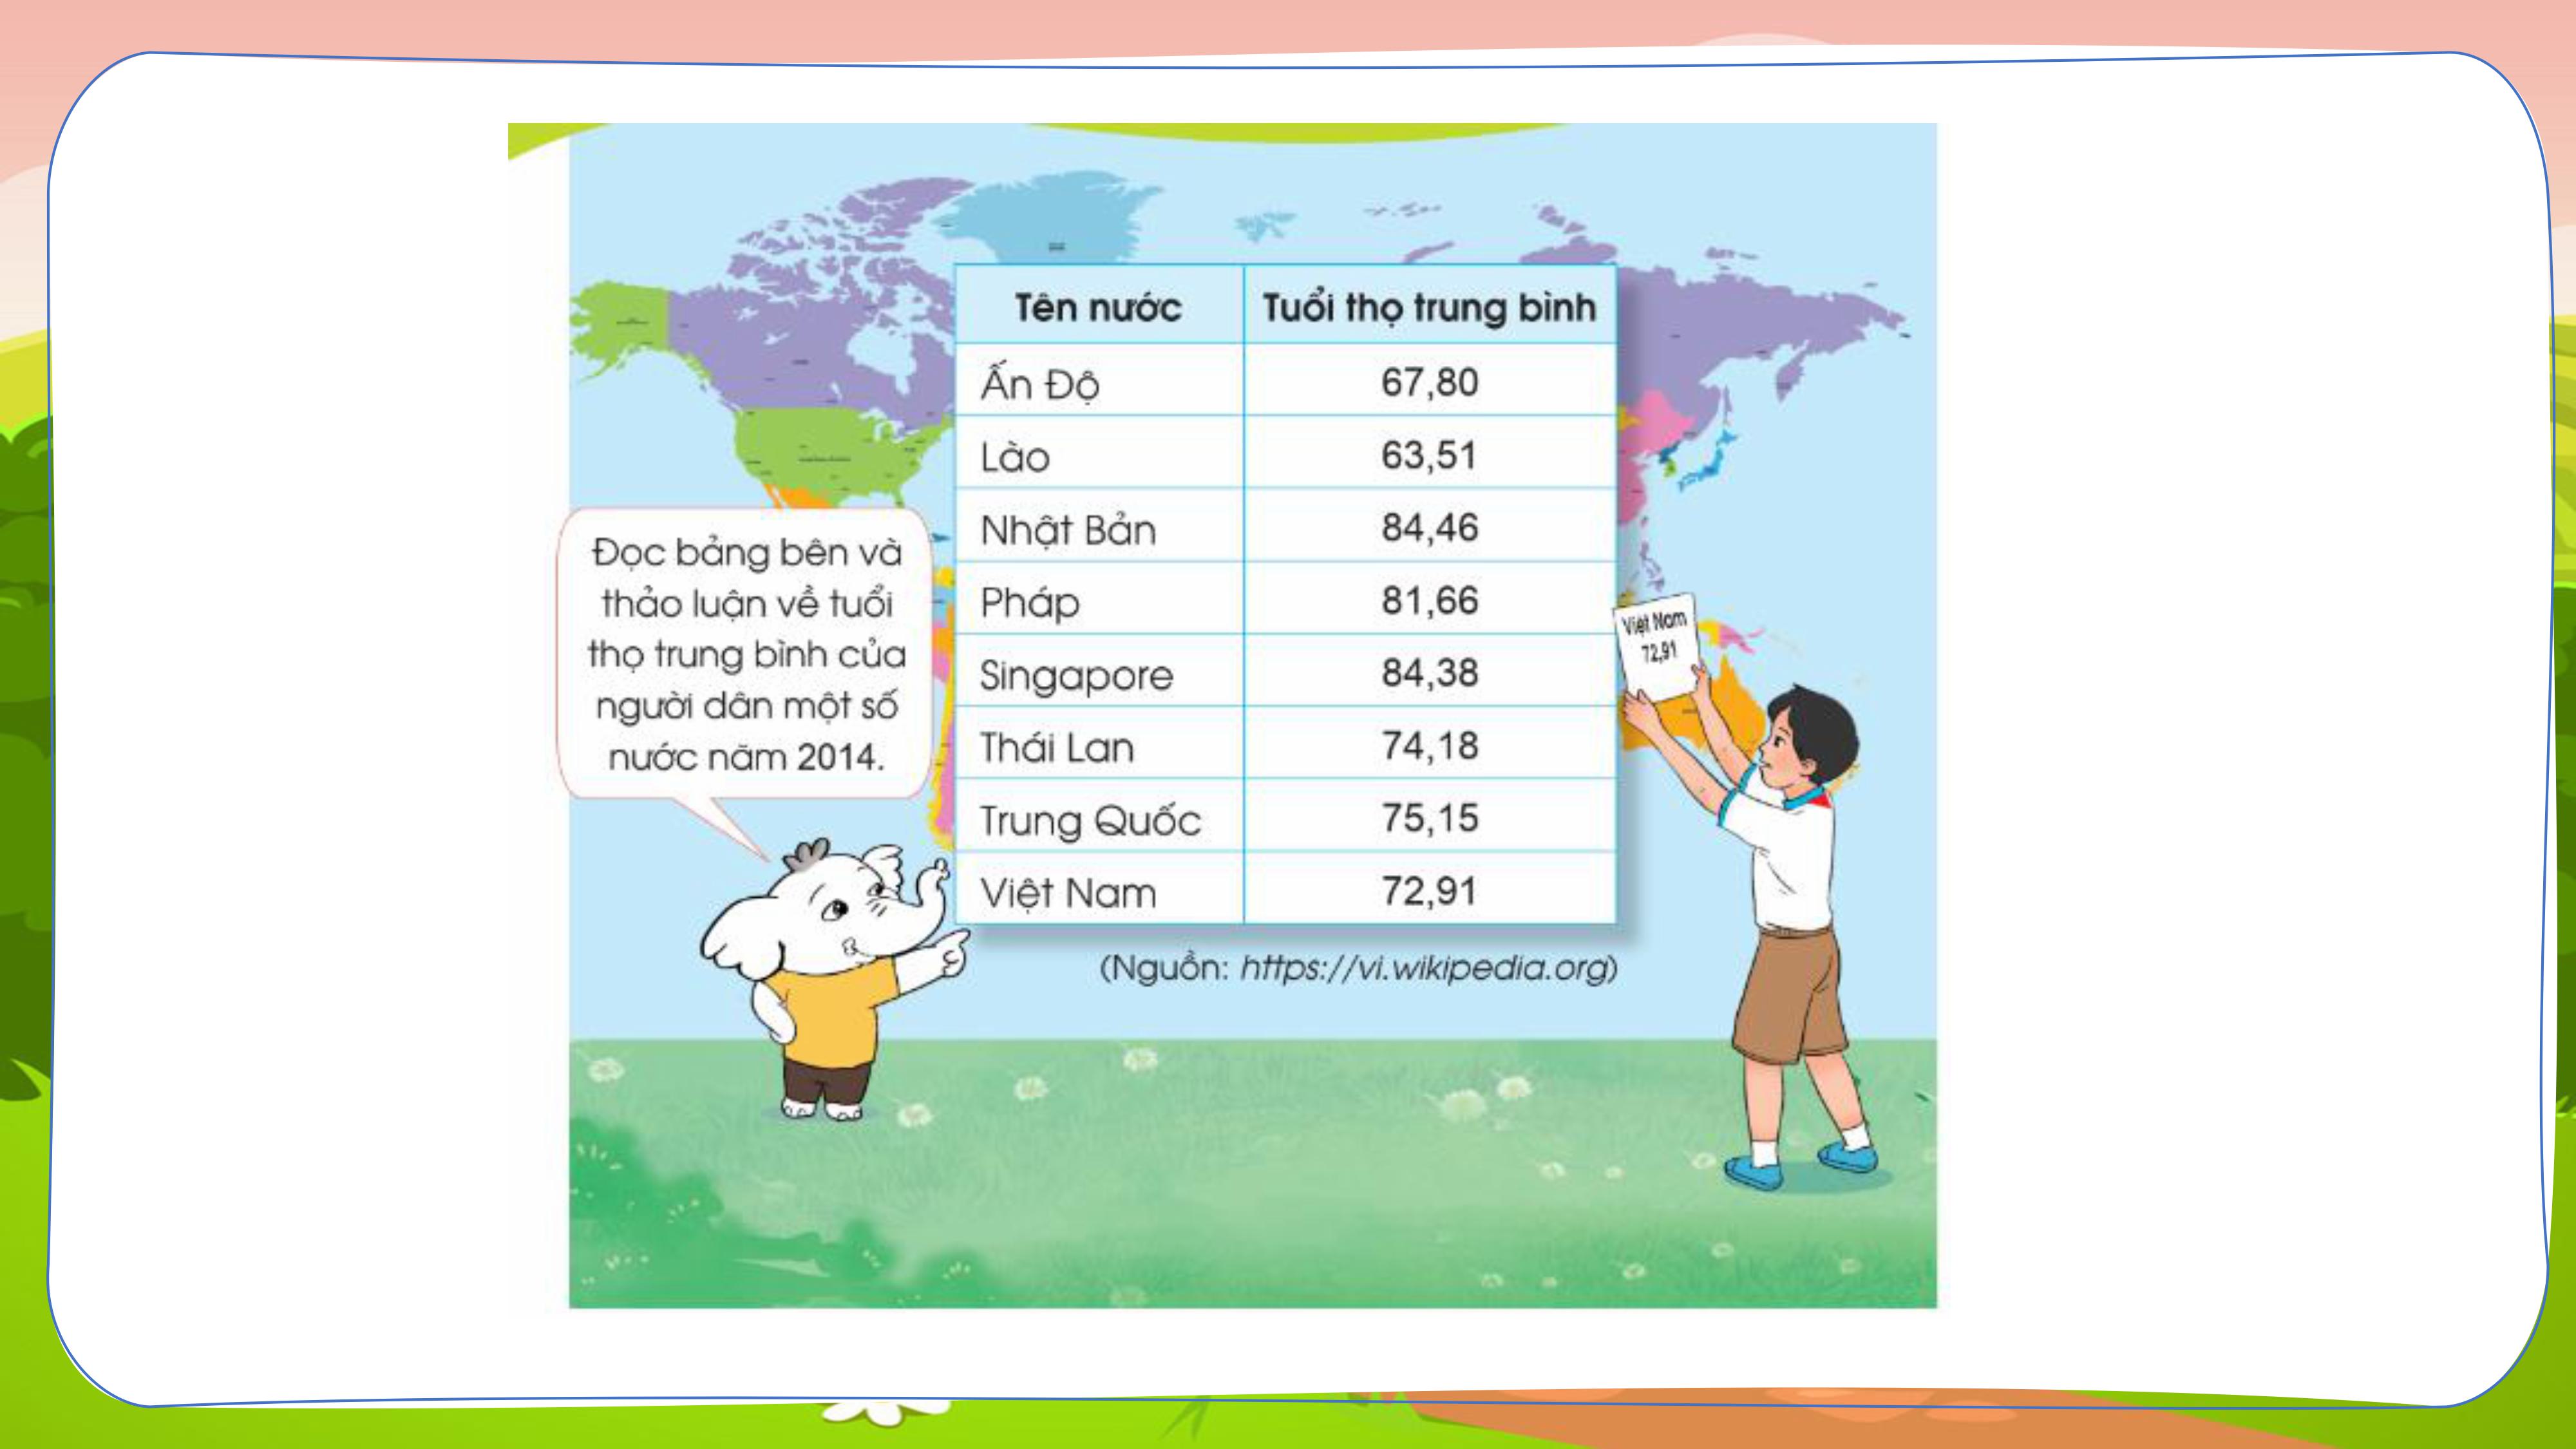 Tên nước Tuổi thọ trung bình
Ấn Độ 67,80
Lào 63,51
Nhật Bản 84,46
Pháp 81,66
Singapore 84,38
Thái Lan 74,18
Trung Quốc 75,15
Việt Nam 72,91
(Nguồn: https://vi.wikipedia.org)
Đọc bảng bên và
thảo luận về tuổi
thọ trung bình của
người dân một số
nước năm 2014.
Việt Nam
72,91